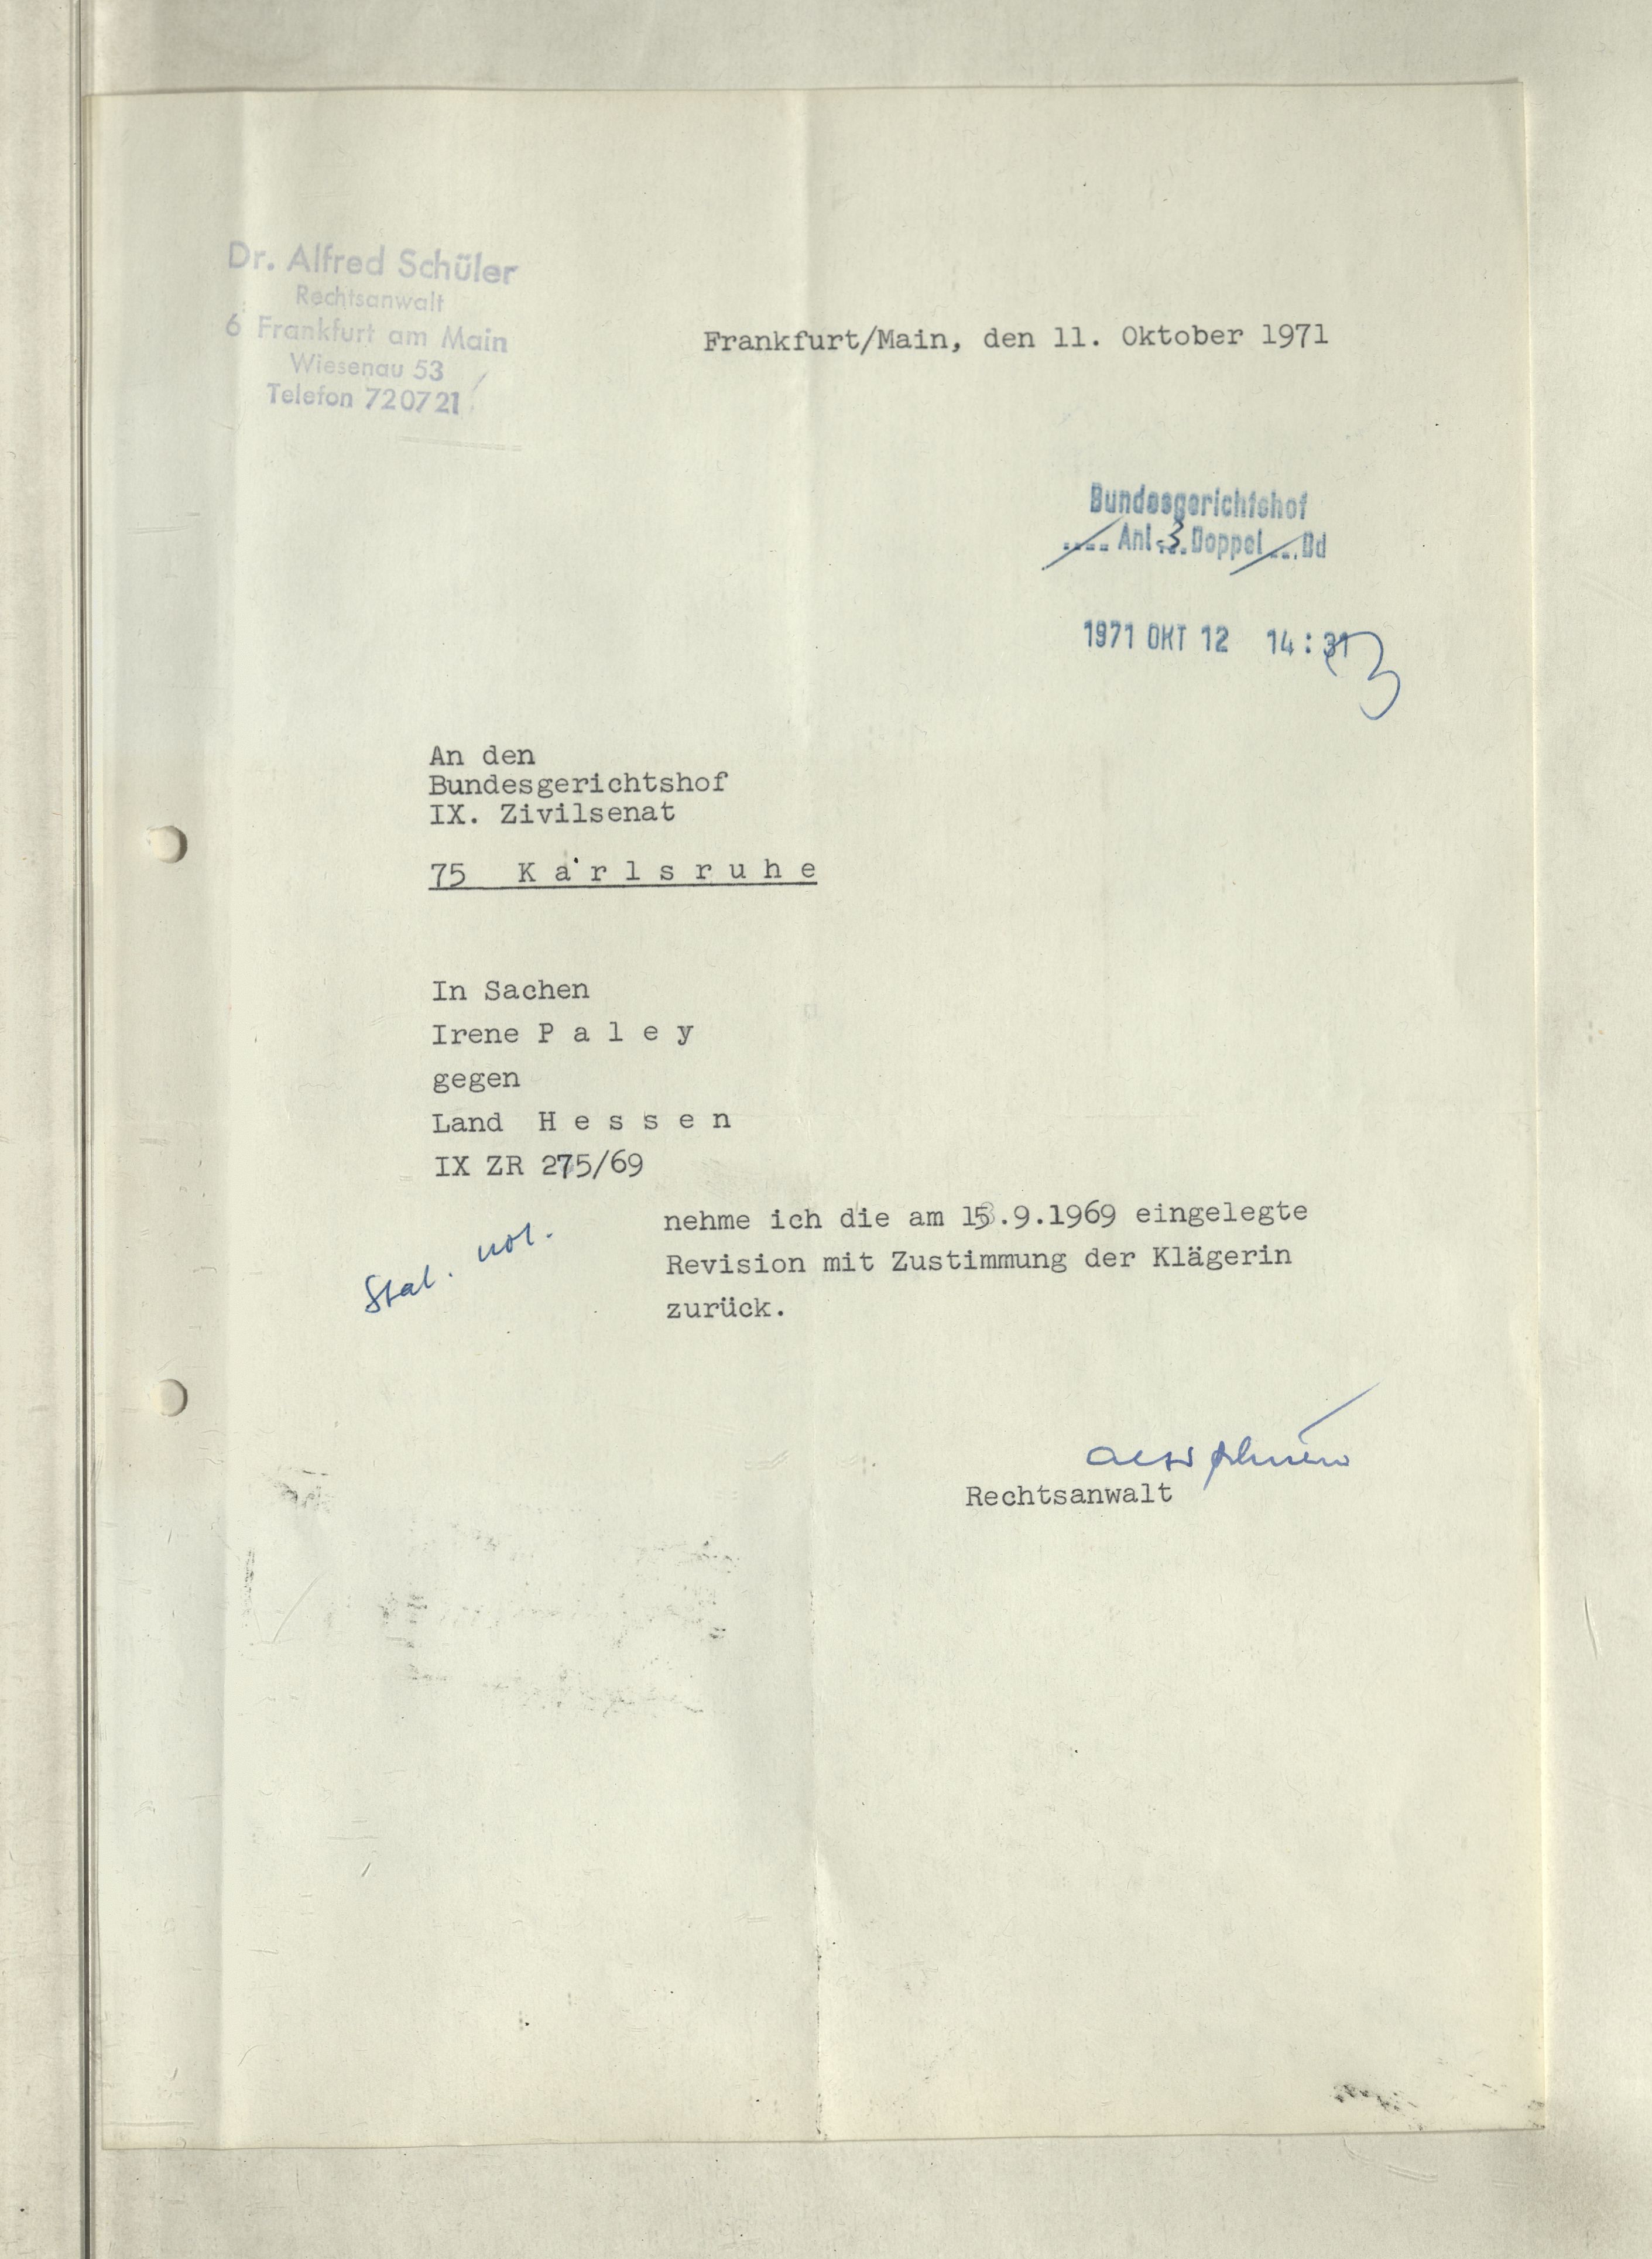 Dr. Alfred Schüler
Rechtsanwalt
6 Frankfurt am Main
Wiesenau 53
Telefon 720721
Frankfurt/Main, den 11. Oktober 1971
Bundesgerichtshof
.... Anl. 3 Doppel .... Bd
1971 OKT 12 14:31
An den
Bundesgerichtshof
IX. Zivilsenat
75 K a r l s r u h e
In Sachen
Irene P a l e y
gegen
Land H e s s e n
IX ZR 275/69
nehme ich die am 15.9.1969 eingelegte
Revision mit Zustimmung der Klägerin
zurück.
Stat. not.
Rechtsanwalt